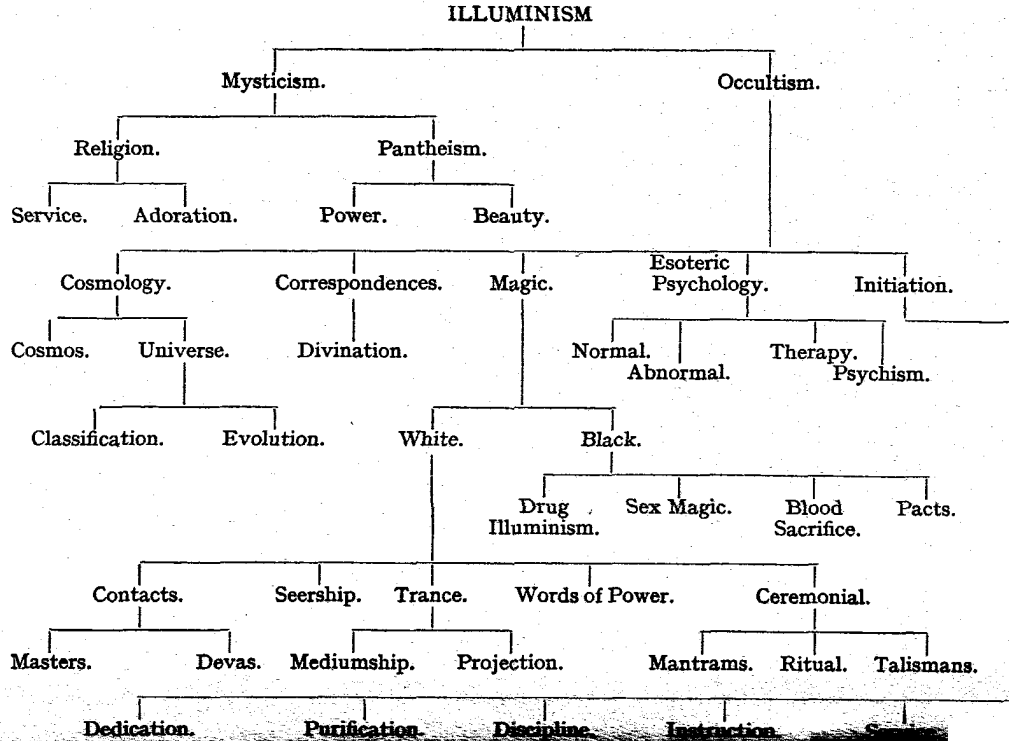 ILLUMINISM
Mysticism. Occultism.
Religion. Pantheism.
Service. Adoration. Power. Beauty.
Cosmology. Correspondences. Magic. Esoteric Psychology. Initiation.
Cosmos. Universe. Divination. Normal. Abnormal. Therapy. Psychism.
Classification. Evolution. White. Black.
Drug Illuminism. Sex Magic. Blood Sacrifice. Pacts.
Contacts. Seership. Trance. Words of Power. Ceremonial.
Masters. Devas. Mediumship. Projection. Mantrams. Ritual. Talismans.
Dedication. Purification. Discipline. Instruction.